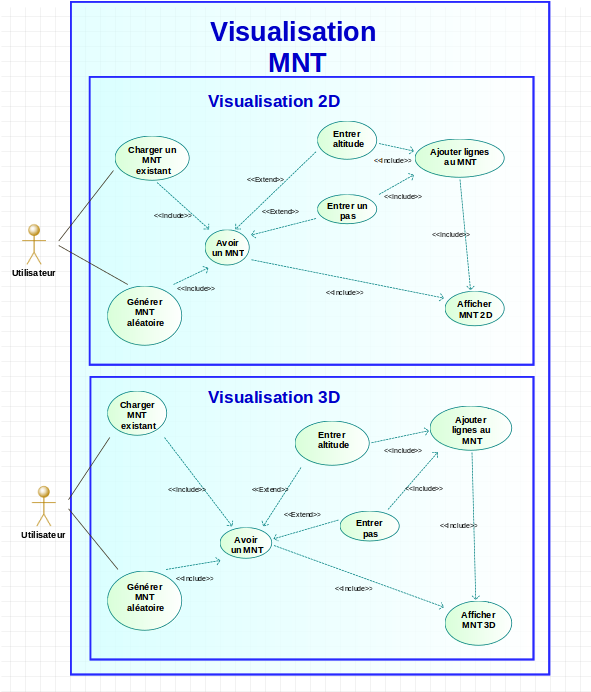 Visualisation
MNT
Visualisation 2D
Entrer
altitude
Charger un
MNT
existant
Ajouter lignes
au MNT
<<Include>>
<<Extend>>
<<Include>>
Entrer un
pas
<<Include>>
<<Extend>>
<<Include>>
Avoir
un MNT
Utilisateur
<<Include>>
<<Include>>
Générer
MNT
aléatoire
Afficher
MNT 2D
Visualisation 3D
Charger
MNT
existant
Entrer
altitude
Ajouter
lignes au
MNT
<<Include>>
<<Include>>
<<Extend>>
<<Include>>
<<Extend>>
Entrer
pas
<<Include>>
Utilisateur
Avoir
un MNT
<<Include>>
<<Include>>
Générer
MNT
aléatoire
Afficher
MNT 3D